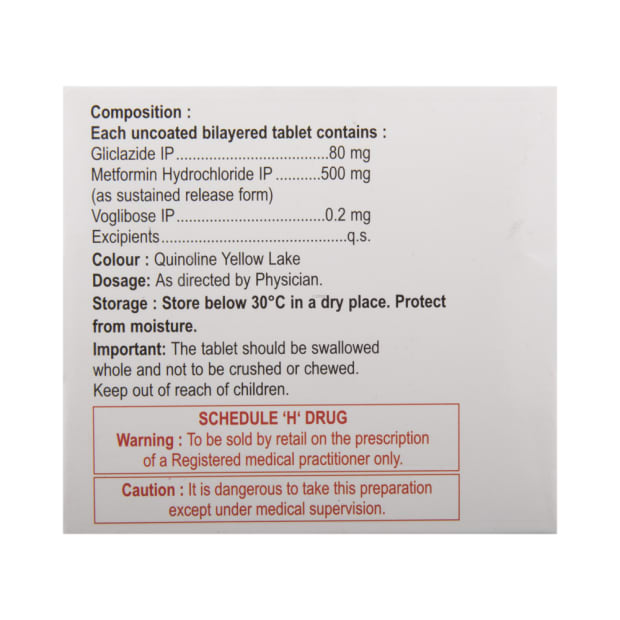 Composition :
Each uncoated bilayered tablet contains :
Gliclazide IP..................................80 mg
Metformin Hydrochloride IP ..........500 mg
(as sustained release form)
Voglibose IP.................................0.2 mg
Excipients.........................................q.s.
Colour : Quinoline Yellow Lake
Dosage: As directed by Physician.
Storage : Store below 30°C in a dry place. Protect
from moisture.
Important: The tablet should be swallowed
whole and not to be crushed or chewed.
Keep out of reach of children.
SCHEDULE ‘H‘ DRUG
Warning : To be sold by retail on the prescription
of a Registered medical practitioner only.
Caution : It is dangerous to take this preparation
except under medical supervision.